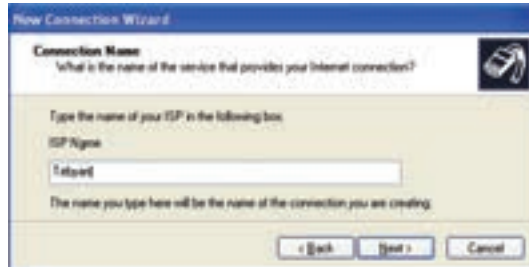 New Connection Wizard
Connection Name
What is the name of the service that provides your Internet connection?
Type the name of your ISP in the following box.
ISP Name
The name you type here will be the name of the connection you are creating.
< Back
Next >
Cancel